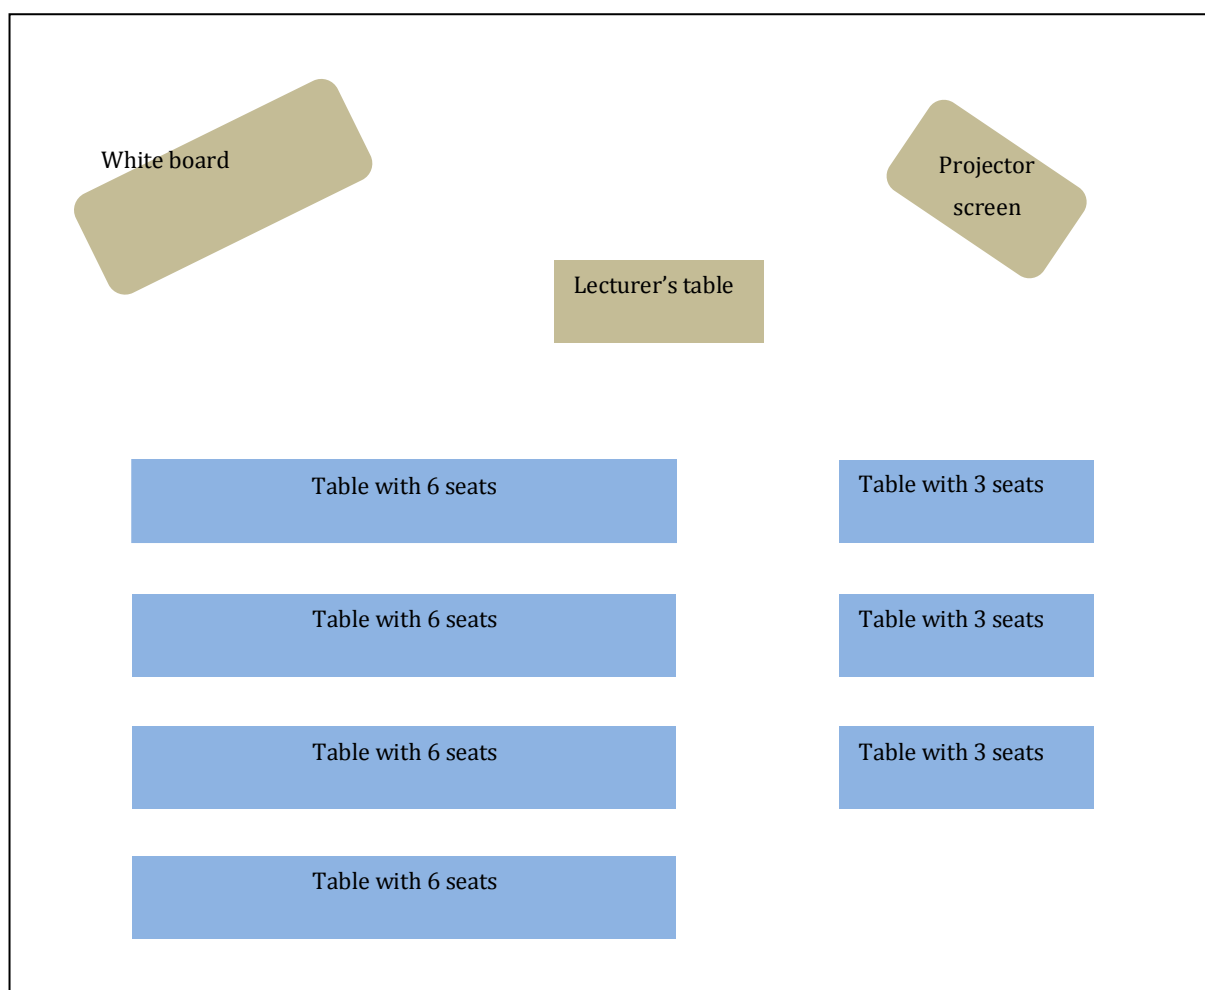 White board
Projector
screen
Lecturer’s table
Table with 6 seats
Table with 3 seats
Table with 6 seats
Table with 3 seats
Table with 6 seats
Table with 3 seats
Table with 6 seats